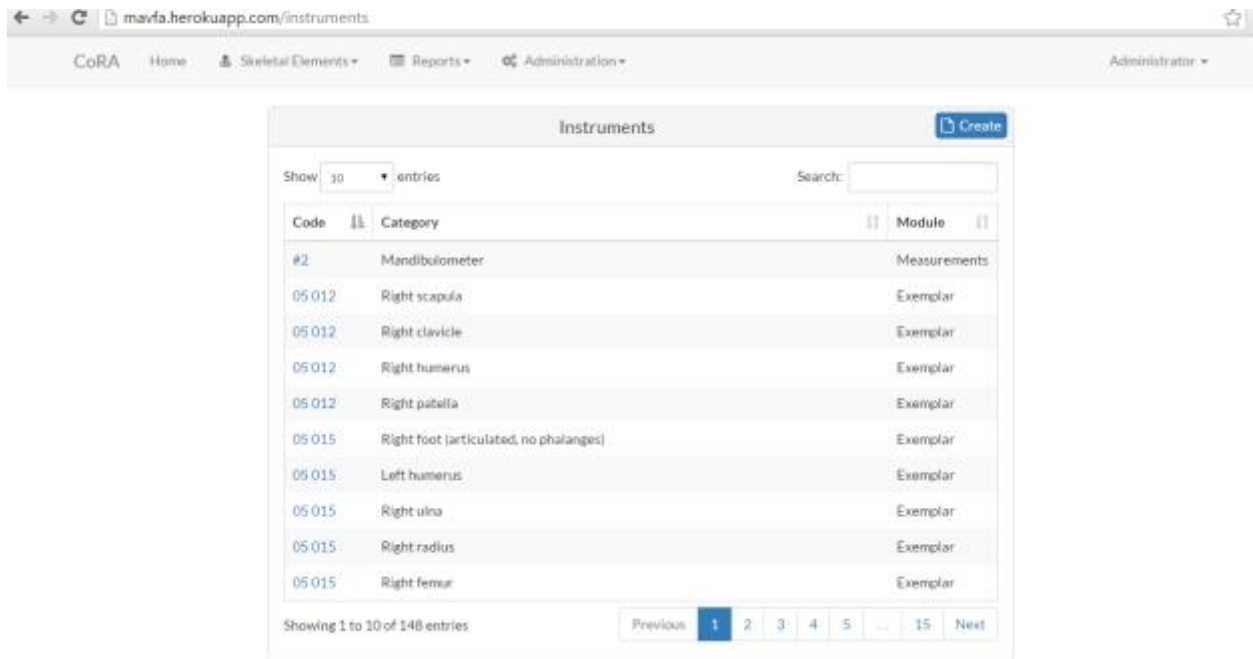 mavfa.herokuapp.com/instruments
CoRA Home Skeletal Elements Reports Administration Administrator
Instruments Create
Show 10 entries Search:
Code Category Module
#2 Mandibulometer Measurements
05 012 Right scapula Exemplar
05 012 Right clavicle Exemplar
05 012 Right humerus Exemplar
05 012 Right patella Exemplar
05 015 Right foot (articulated, no phalanges) Exemplar
05 015 Left humerus Exemplar
05 015 Right ulna Exemplar
05 015 Right radius Exemplar
05 015 Right femur Exemplar
Showing 1 to 10 of 148 entries Previous 1 2 3 4 5 ... 15 Next